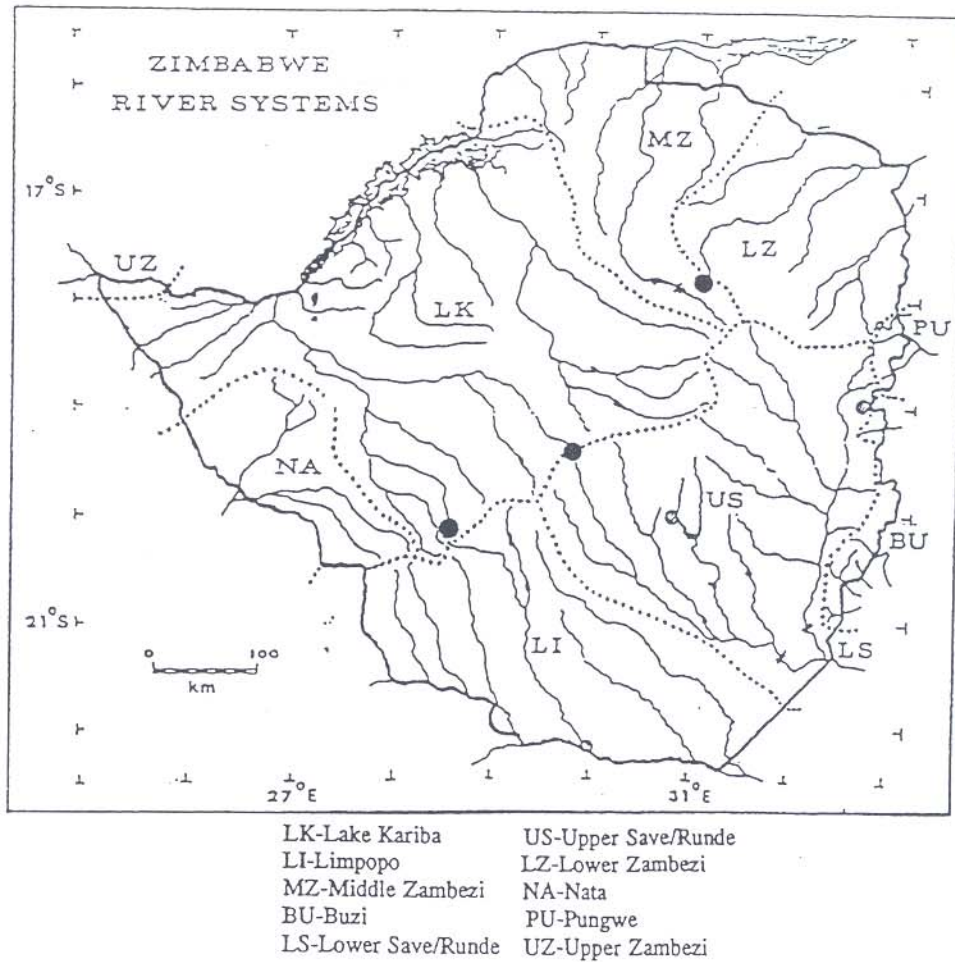 ZIMBABWE
RIVER SYSTEMS
MZ
17°S
LZ
UZ
PU
LK
NA
US
BU
21°S
LI
LS
0 100
km
27°E 31°E
LK-Lake Kariba US-Upper Save/Runde
LI-Limpopo LZ-Lower Zambezi
MZ-Middle Zambezi NA-Nata
BU-Buzi PU-Pungwe
LS-Lower Save/Runde UZ-Upper Zambezi